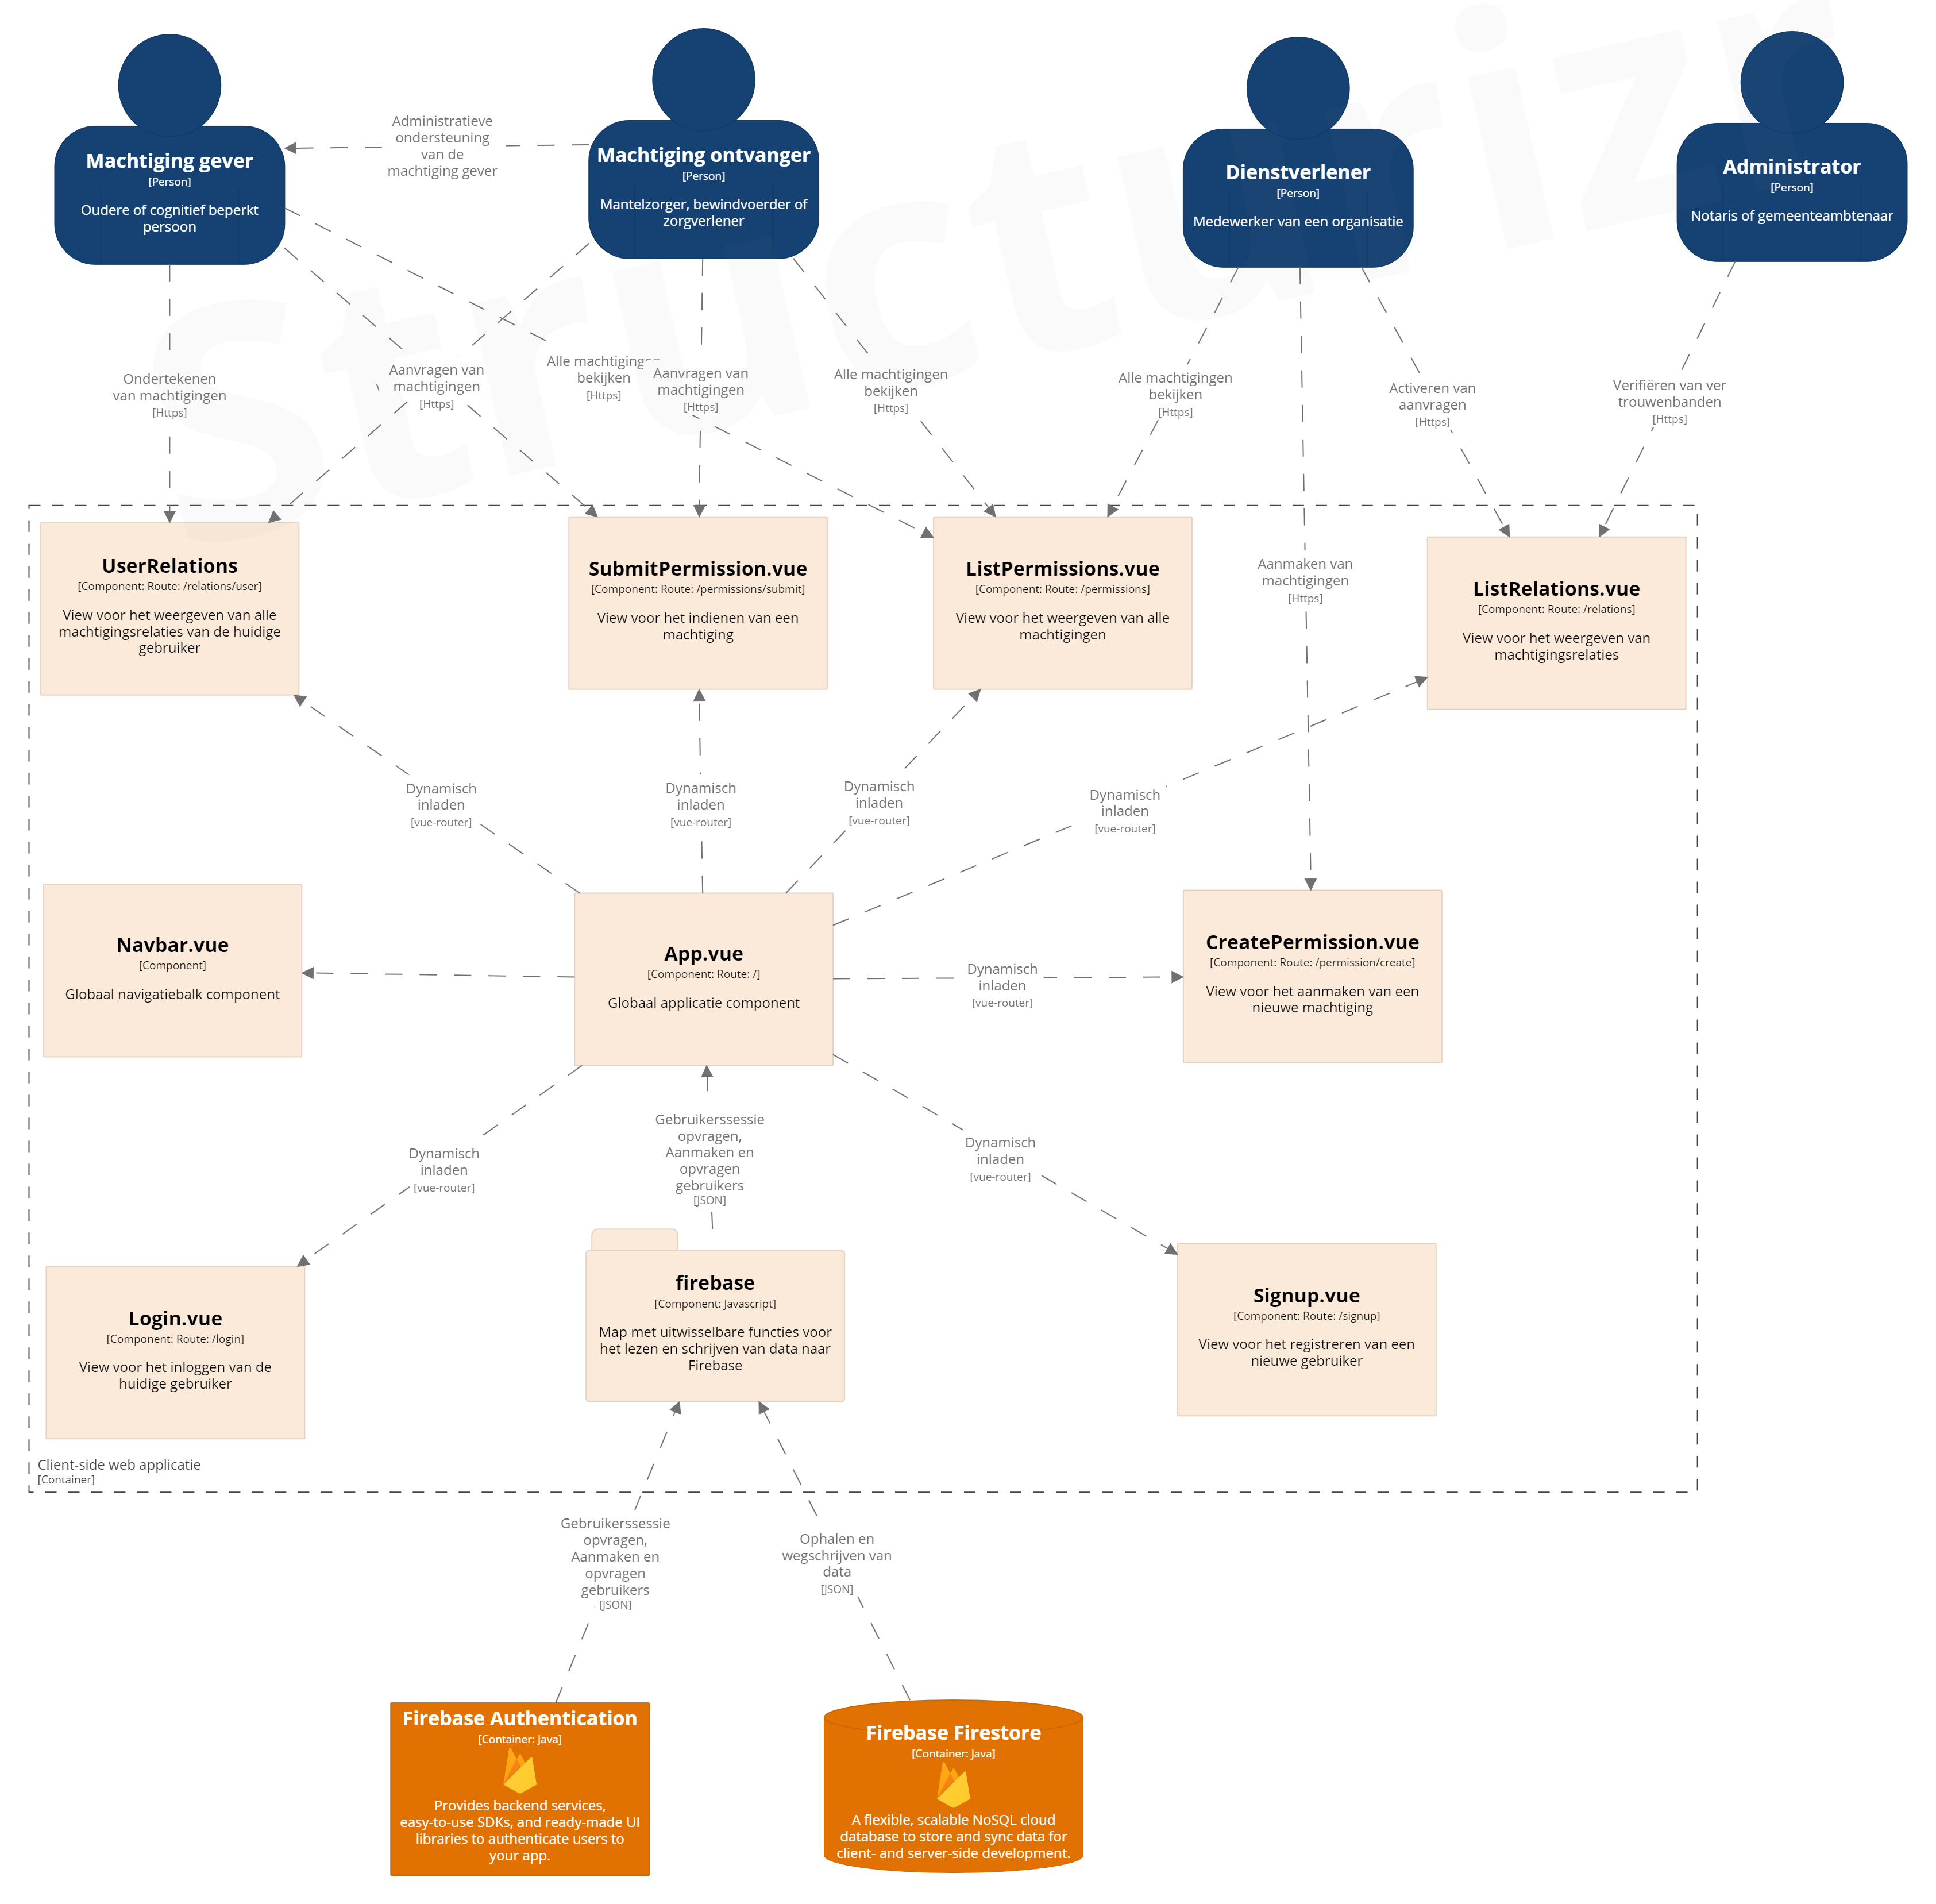 Structurizr
Machtiging gever
[Person]
Oudere of cognitief beperkt
persoon
Administratieve
ondersteuning
van de
machtiging gever
Machtiging ontvanger
[Person]
Mantelzorger, bewindvoerder of
zorgverlener
Dienstverlener
[Person]
Medewerker van een organisatie
Administrator
[Person]
Notaris of gemeenteambtenaar
Ondertekenen
van machtigingen
[Https]
Aanvragen van
machtigingen
[Https]
Alle machtigingen
bekijken
[Https]
Aanvragen van
machtigingen
[Https]
Alle machtigingen
bekijken
[Https]
Alle machtigingen
bekijken
[Https]
Activeren van
aanvragen
[Https]
Verifiëren van ver
trouwenbanden
[Https]
UserRelations
[Component: Route: /relations/user]
View voor het weergeven van alle
machtigingsrelaties van de huidige
gebruiker
SubmitPermission.vue
[Component: Route: /permissions/submit]
View voor het indienen van een
machtiging
ListPermissions.vue
[Component: Route: /permissions]
View voor het weergeven van alle
machtigingen
Aanmaken van
machtigingen
[Https]
ListRelations.vue
[Component: Route: /relations]
View voor het weergeven van
machtigingsrelaties
Dynamisch
inladen
[vue-router]
Dynamisch
inladen
[vue-router]
Dynamisch
inladen
[vue-router]
Dynamisch
inladen
[vue-router]
Navbar.vue
[Component]
Globaal navigatiebalk component
App.vue
[Component: Route: /]
Globaal applicatie component
Dynamisch
inladen
[vue-router]
CreatePermission.vue
[Component: Route: /permission/create]
View voor het aanmaken van een
nieuwe machtiging
Dynamisch
inladen
[vue-router]
Gebruikerssessie
opvragen,
Aanmaken en
opvragen
gebruikers
[JSON]
Dynamisch
inladen
[vue-router]
Login.vue
[Component: Route: /login]
View voor het inloggen van de
huidige gebruiker
firebase
[Component: Javascript]
Map met uitwisselbare functies voor
het lezen en schrijven van data naar
Firebase
Signup.vue
[Component: Route: /signup]
View voor het registreren van een
nieuwe gebruiker
Client-side web applicatie
[Container]
Gebruikerssessie
opvragen,
Aanmaken en
opvragen
gebruikers
[JSON]
Ophalen en
wegschrijven van
data
[JSON]
Firebase Authentication
[Container: Java]
Provides backend services,
easy-to-use SDKs, and ready-made UI
libraries to authenticate users to
your app.
Firebase Firestore
[Container: Java]
A flexible, scalable NoSQL cloud
database to store and sync data for
client- and server-side development.